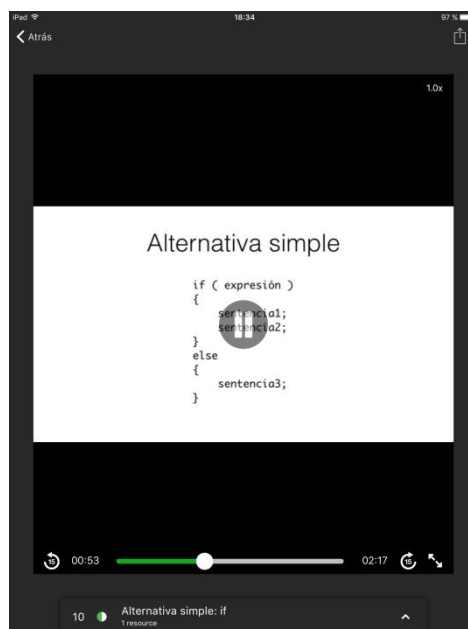 iPad 18:34 97 %
Atrás
1.0x
Alternativa simple
if ( expresión )
{
sentencia1;
sentencia2;
}
else
{
sentencia3;
}
15 00:53 02:17 15
10 Alternativa simple: if
1 resource